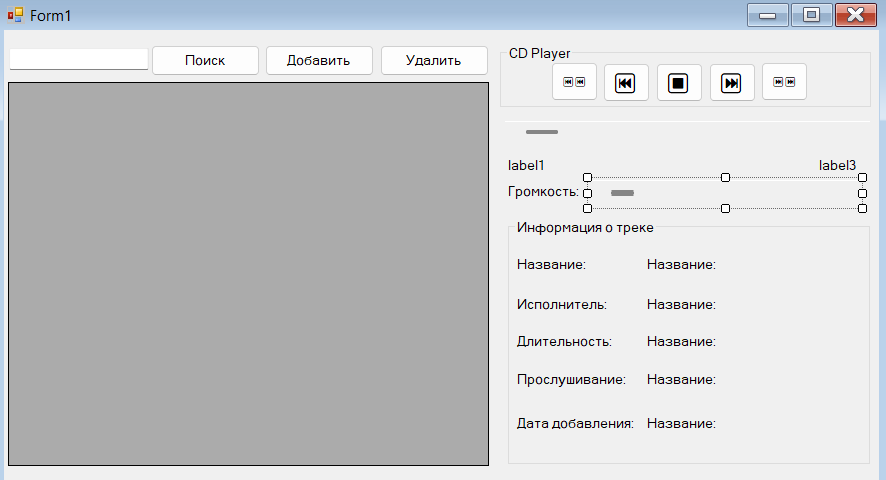 Form1
Поиск
Добавить
Удалить
CD Player
label1
label3
Громкость:
Информация о треке
Название: Название:
Исполнитель: Название:
Длительность: Название:
Прослушивание: Название:
Дата добавления: Название: